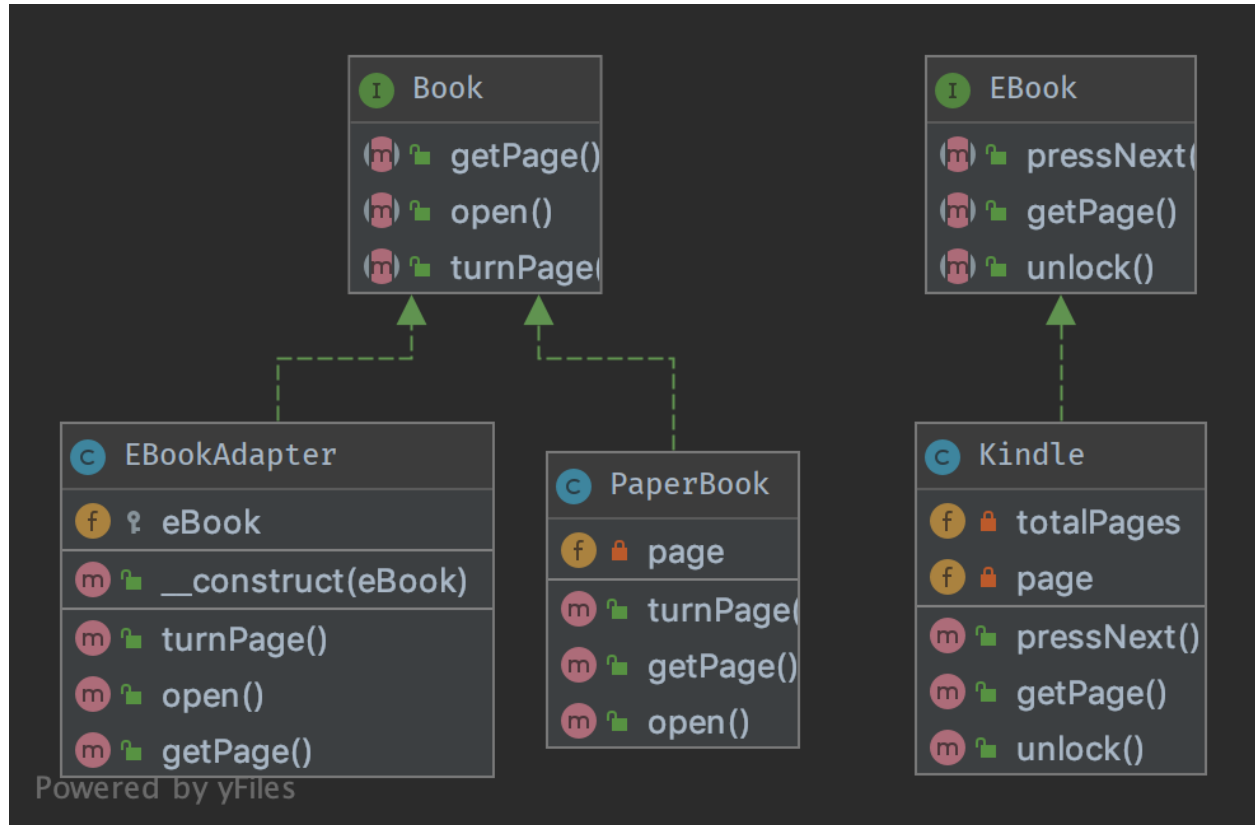 I Book
m getPage()
m open()
m turnPage(
I EBook
m pressNext(
m getPage()
m unlock()
C EBookAdapter
f eBook
m __construct(eBook)
m turnPage()
m open()
m getPage()
C PaperBook
f page
m turnPage(
m getPage()
m open()
C Kindle
f totalPages
f page
m pressNext()
m getPage()
m unlock()
Powered by yFiles